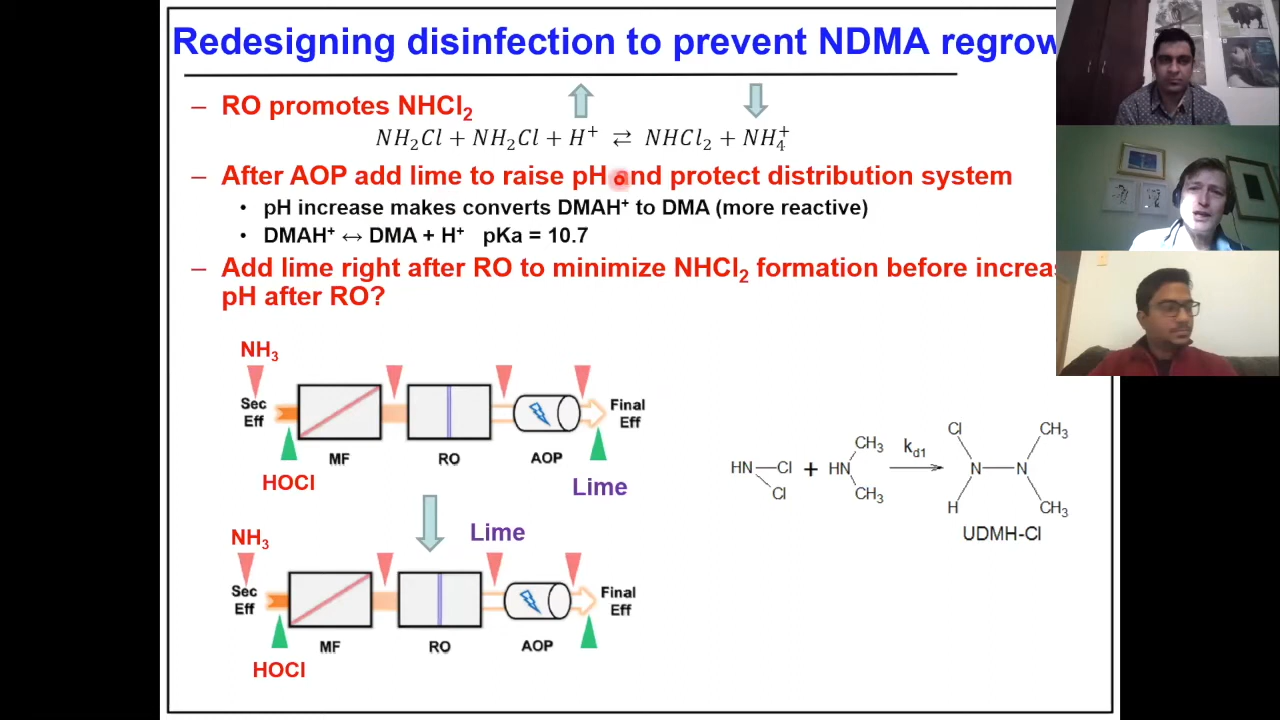 Redesigning disinfection to prevent NDMA regrow
– RO promotes NHCl₂
NH₂Cl + NH₂Cl + H⁺ ⇄ NHCl₂ + NH₄⁺
– After AOP add lime to raise pH and protect distribution system
• pH increase makes converts DMAH⁺ to DMA (more reactive)
• DMAH⁺ ↔ DMA + H⁺ pKa = 10.7
– Add lime right after RO to minimize NHCl₂ formation before increas
pH after RO?
NH₃
Sec
Eff
MF
RO
AOP
Final
Eff
HOCl
Lime
Lime
NH₃
Sec
Eff
MF
RO
AOP
Final
Eff
HOCl
HN—Cl
Cl
+
HN
CH₃
CH₃
k_d1
Cl
N—N
H
CH₃
CH₃
UDMH-Cl